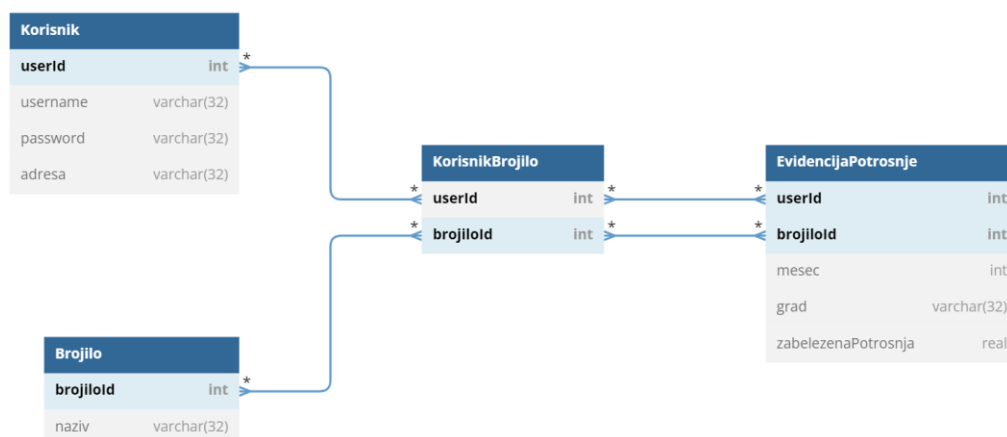 Korisnik
userId int
username varchar(32)
password varchar(32)
adresa varchar(32)
*
KorisnikBrojilo
* userId int *
* brojiloId int *
EvidencijaPotrosnje
* userId int
* brojiloId int
mesec int
grad varchar(32)
zabelezenaPotrosnja real
Brojilo
brojiloId int
naziv varchar(32)
*